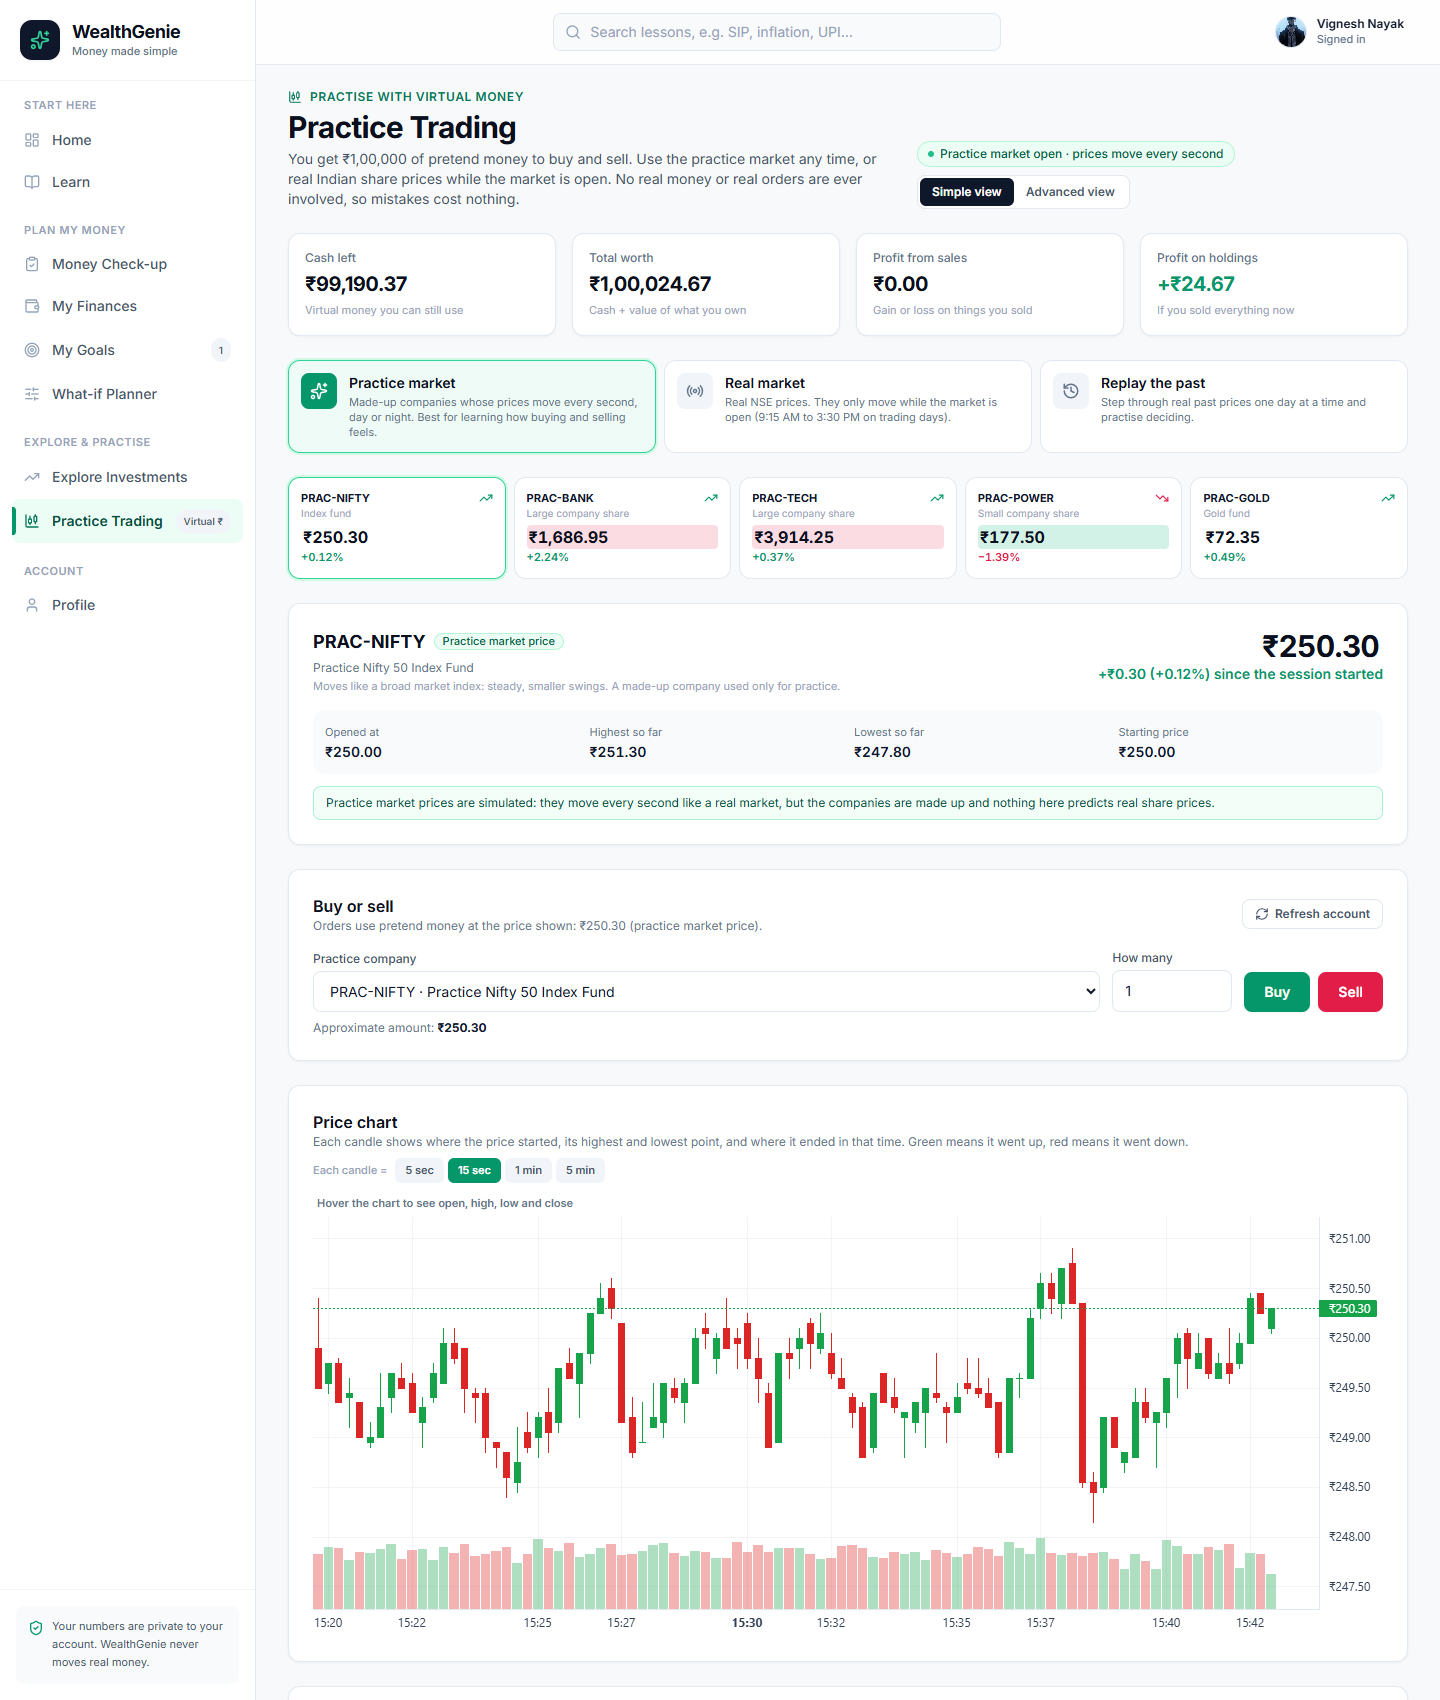 WealthGenie
Money made simple
START HERE
Home
Learn
PLAN MY MONEY
Money Check-up
My Finances
My Goals
1
What-if Planner
EXPLORE & PRACTISE
Explore Investments
Practice Trading
Virtual ₹
ACCOUNT
Profile
Your numbers are private to your
account. WealthGenie never
moves real money.
Search lessons, e.g. SIP, inflation, UPI...
Vignesh Nayak
Signed in
PRACTISE WITH VIRTUAL MONEY
Practice Trading
You get ₹1,00,000 of pretend money to buy and sell. Use the practice market any time, or
real Indian share prices while the market is open. No real money or real orders are ever
involved, so mistakes cost nothing.
Practice market open · prices move every second
Simple view
Advanced view
Cash left
₹99,190.37
Virtual money you can still use
Total worth
₹1,00,024.67
Cash + value of what you own
Profit from sales
₹0.00
Gain or loss on things you sold
Profit on holdings
+₹24.67
If you sold everything now
Practice market
Made-up companies whose prices move every second,
day or night. Best for learning how buying and selling
feels.
Real market
Real NSE prices. They only move while the market is
open (9:15 AM to 3:30 PM on trading days).
Replay the past
Step through real past prices one day at a time and
practise deciding.
PRAC-NIFTY
Index fund
₹250.30
+0.12%
PRAC-BANK
Large company share
₹1,686.95
+2.24%
PRAC-TECH
Large company share
₹3,914.25
+0.37%
PRAC-POWER
Small company share
₹177.50
−1.39%
PRAC-GOLD
Gold fund
₹72.35
+0.49%
PRAC-NIFTY
Practice market price
Practice Nifty 50 Index Fund
Moves like a broad market index: steady, smaller swings. A made-up company used only for practice.
₹250.30
+₹0.30 (+0.12%) since the session started
Opened at
₹250.00
Highest so far
₹251.30
Lowest so far
₹247.80
Starting price
₹250.00
Practice market prices are simulated: they move every second like a real market, but the companies are made up and nothing here predicts real share prices.
Buy or sell
Orders use pretend money at the price shown: ₹250.30 (practice market price).
Refresh account
Practice company
PRAC-NIFTY · Practice Nifty 50 Index Fund
How many
1
Buy
Sell
Approximate amount: ₹250.30
Price chart
Each candle shows where the price started, its highest and lowest point, and where it ended in that time. Green means it went up, red means it went down.
Each candle =
5 sec
15 sec
1 min
5 min
Hover the chart to see open, high, low and close
₹251.00
₹250.50
₹250.30
₹250.00
₹249.50
₹249.00
₹248.50
₹248.00
₹247.50
15:20
15:22
15:25
15:27
15:30
15:32
15:35
15:37
15:40
15:42